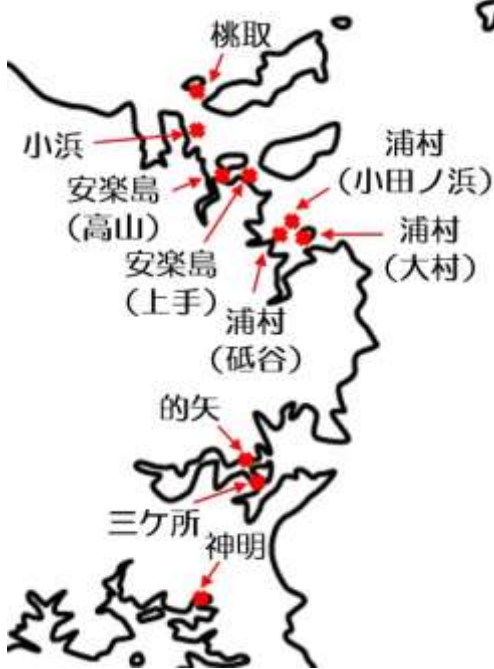 桃取
小浜
安楽島
（高山）
安楽島
（上手）
浦村
（小田ノ浜）
浦村
（大村）
浦村
（砥谷）
的矢
三ケ所
神明